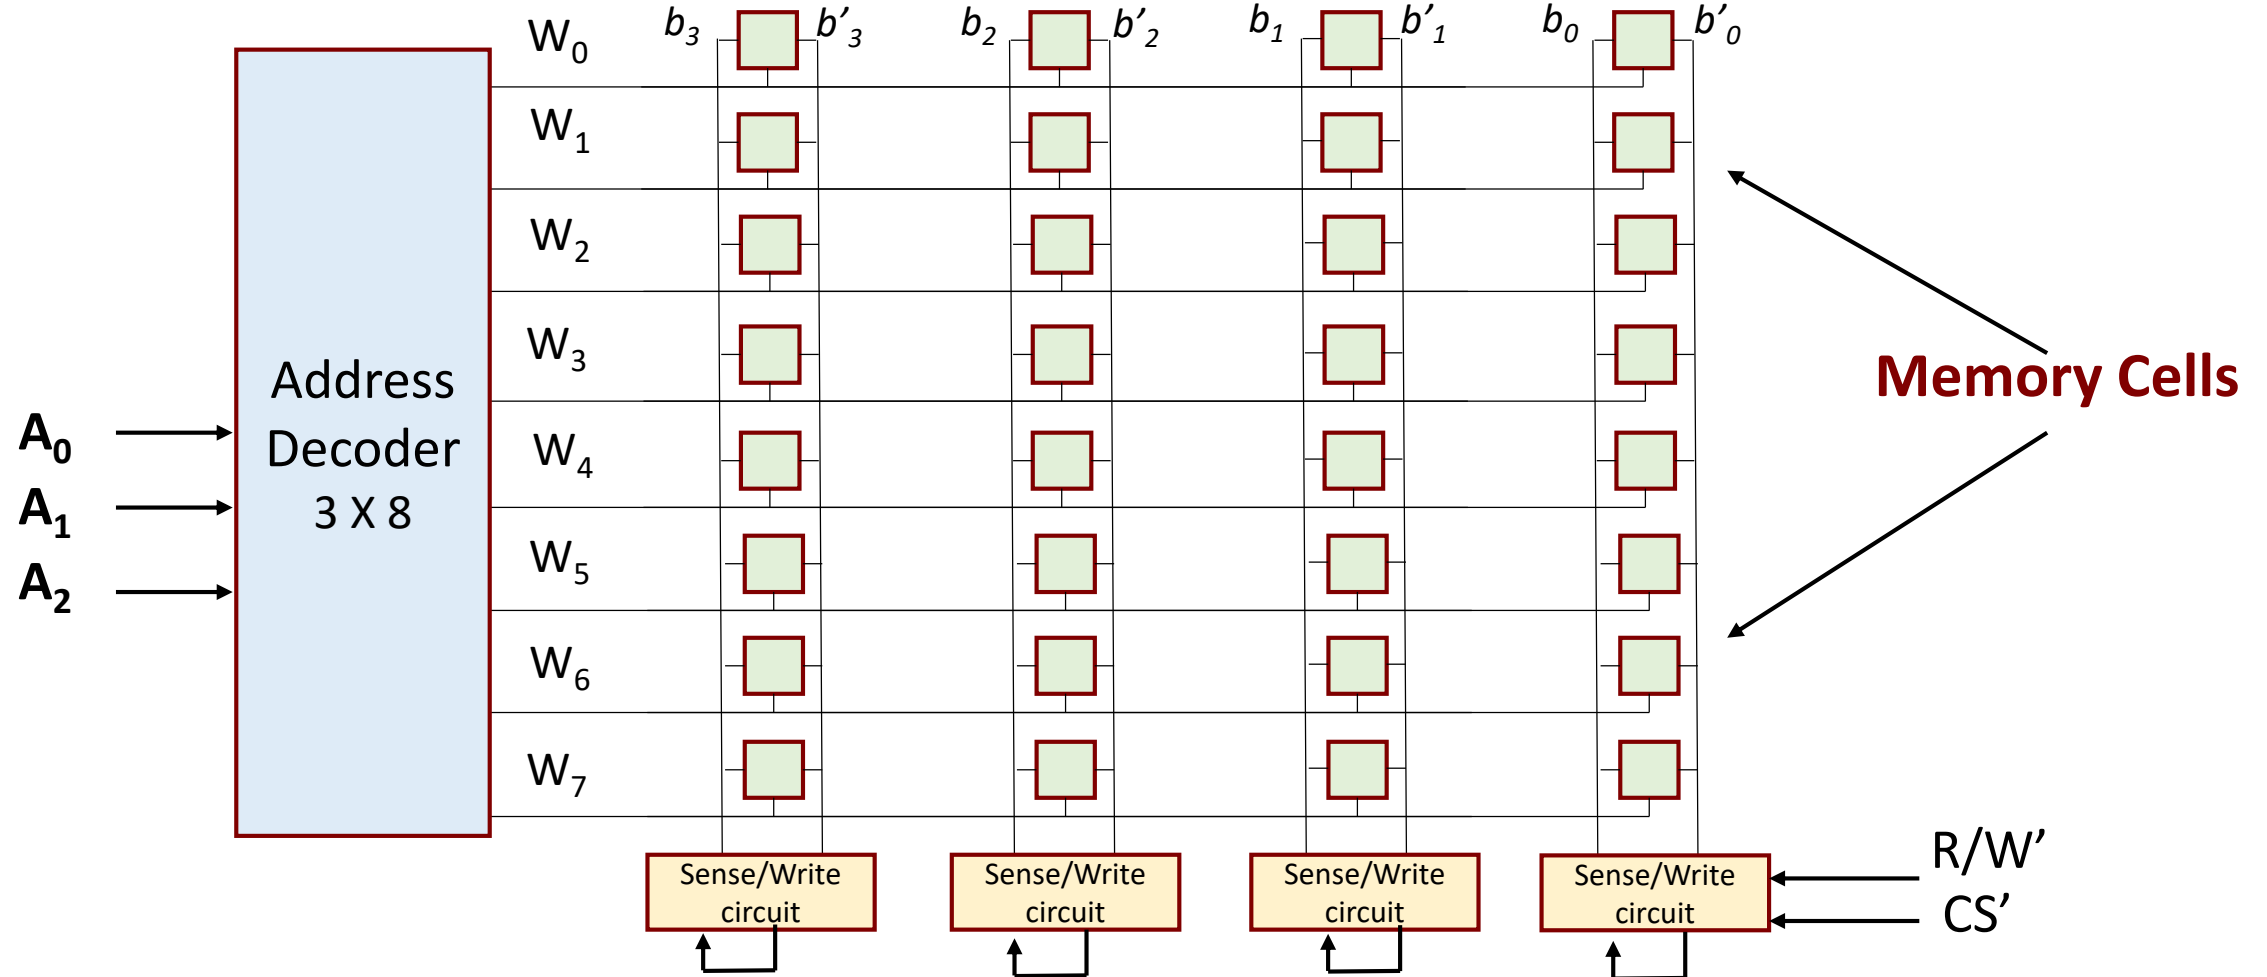 W₀ b₃ b’₃ b₂ b’₂ b₁ b’₁ b₀ b’₀
W₁
W₂
W₃
W₄
W₅
W₆
W₇
Address
Decoder
3 X 8
A₀
A₁
A₂
Memory Cells
Sense/Write
circuit
Sense/Write
circuit
Sense/Write
circuit
Sense/Write
circuit
R/W’
CS’